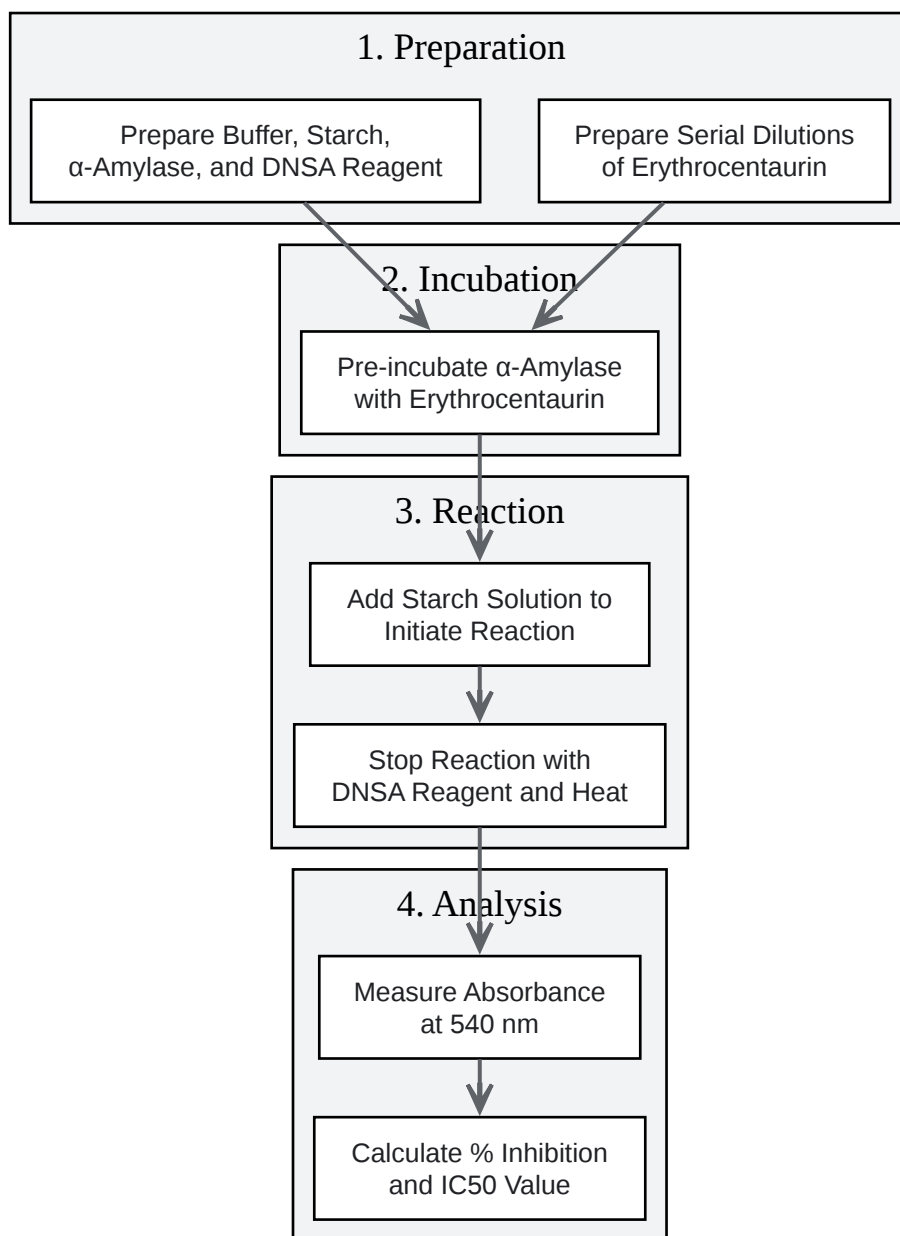 1. Preparation
Prepare Buffer, Starch,
α-Amylase, and DNSA Reagent
Prepare Serial Dilutions
of Erythrocentaurin
2. Incubation
Pre-incubate α-Amylase
with Erythrocentaurin
3. Reaction
Add Starch Solution to
Initiate Reaction
Stop Reaction with
DNSA Reagent and Heat
4. Analysis
Measure Absorbance
at 540 nm
Calculate % Inhibition
and IC50 Value